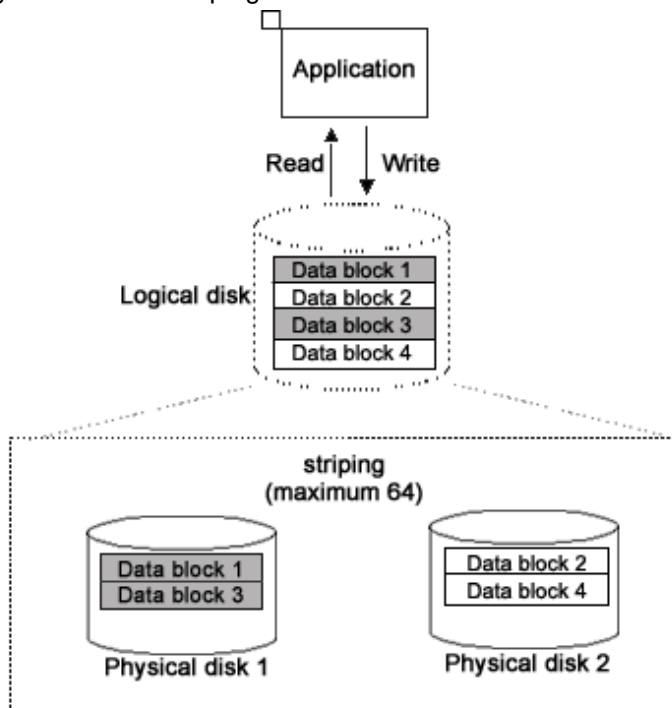 Application
Read
Write
Logical disk
Data block 1
Data block 2
Data block 3
Data block 4
striping
(maximum 64)
Data block 1
Data block 3
Physical disk 1
Data block 2
Data block 4
Physical disk 2